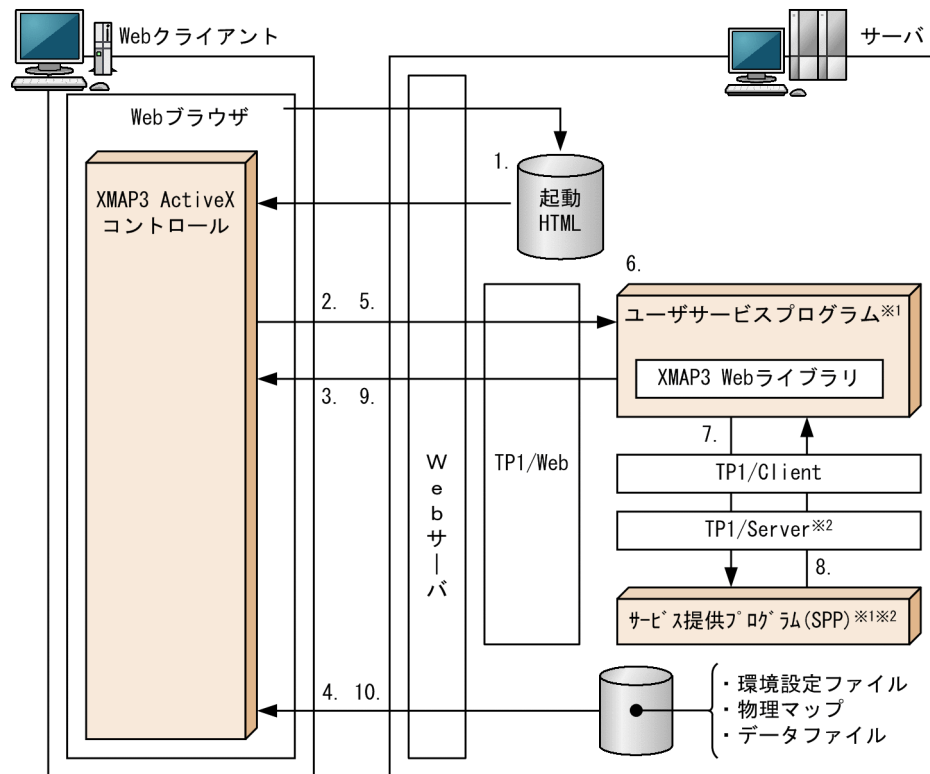 Webクライアント
サーバ
Webブラウザ
1.
XMAP3 ActiveX
コントロール
起動
HTML
6.
2. 5.
ユーザサービスプログラム※1
XMAP3 Webライブラリ
3. 9.
7.
Webサーバ
TP1/Web
TP1/Client
TP1/Server※2
8.
サービス提供プログラム(SPP)※1※2
4. 10.
・環境設定ファイル
・物理マップ
・データファイル